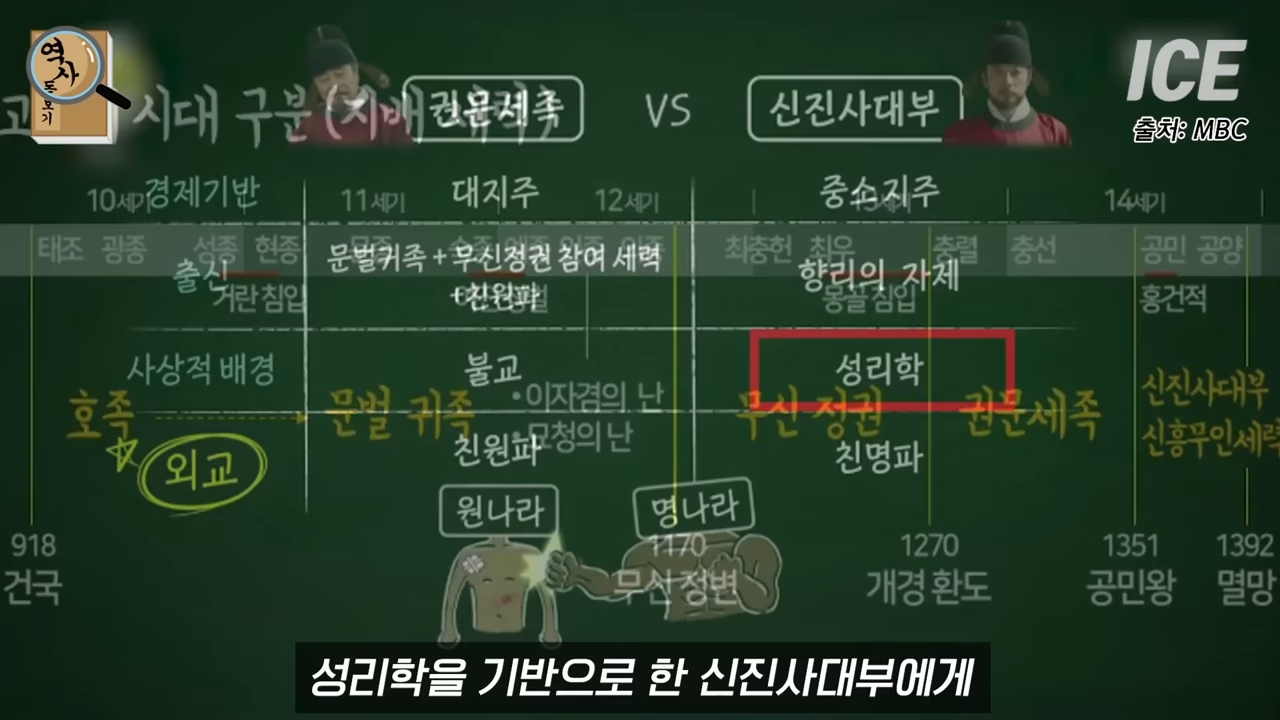 역사
돋보기
ICE
출처: MBC
시대 구분 (지배
권문세족 VS 신진사대부
10세기 11세기 12세기 14세기
경제기반 대지주 중소지주
태조 광종 성종 현종 최충헌 최우 충렬 충선 공민 공양
출신 문벌귀족 + 무신정권 참여 세력 향리의 자제
+ 친원파
거란 침입 몽골 침입 홍건적
사상적 배경 불교 성리학
이자겸의 난
호족 문벌 귀족 무신 정권 권문세족 신진사대부
신흥무인세력
묘청의 난
외교 친원파 친명파
원나라 명나라
918 1170 1270 1351 1392
건국 무신 정변 개경 환도 공민왕 멸망
성리학을 기반으로 한 신진사대부에게